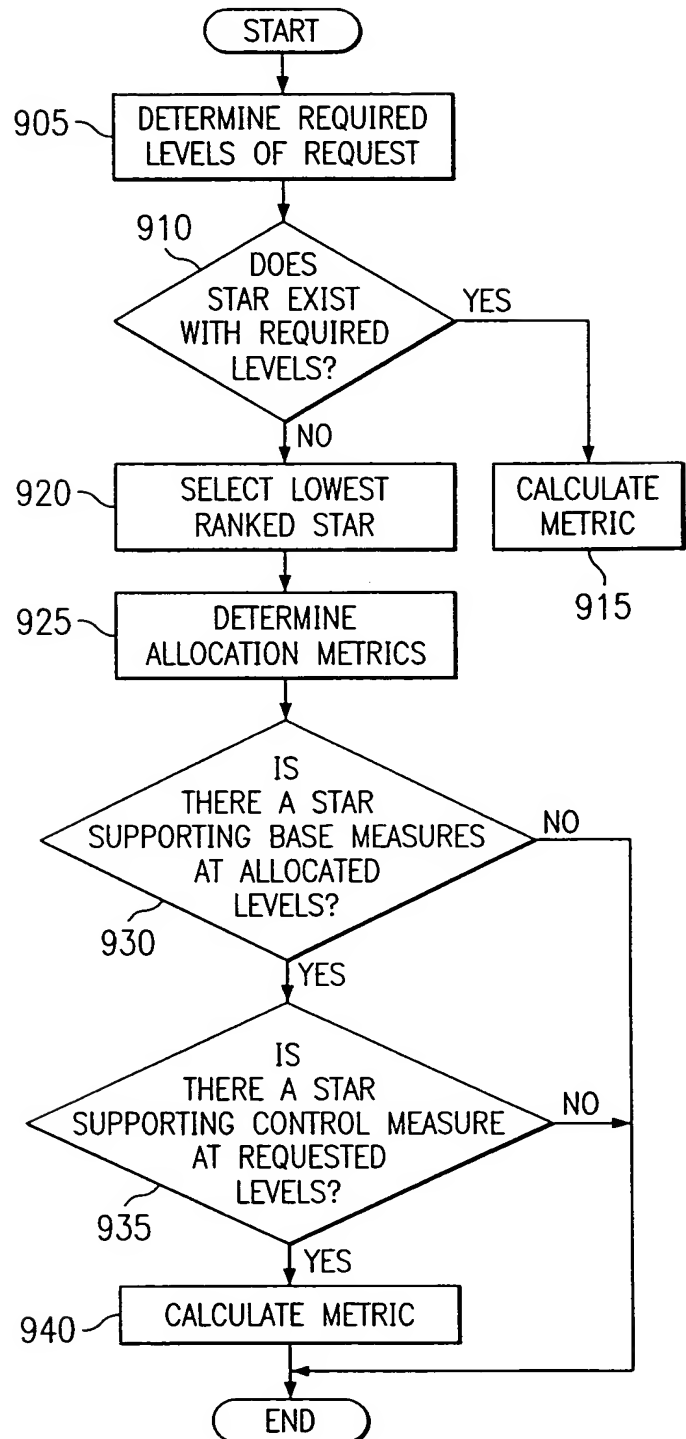 START
905
DETERMINE REQUIRED
LEVELS OF REQUEST
910
DOES
STAR EXIST
WITH REQUIRED
LEVELS?
YES
NO
920
SELECT LOWEST
RANKED STAR
CALCULATE
METRIC
915
925
DETERMINE
ALLOCATION METRICS
IS
THERE A STAR
SUPPORTING BASE MEASURES
AT ALLOCATED
LEVELS?
NO
930
YES
IS
THERE A STAR
SUPPORTING CONTROL MEASURE
AT REQUESTED
LEVELS?
NO
935
YES
940
CALCULATE METRIC
END